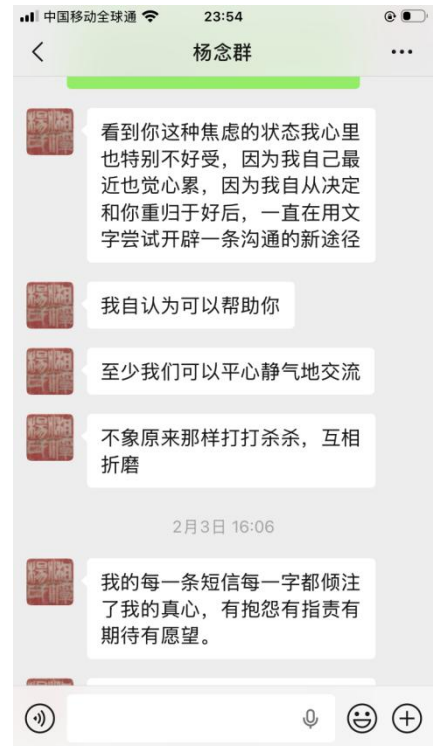 中国移动全球通
23:54
杨念群
看到你这种焦虑的状态我心里
也特别不好受，因为我自己最
近也觉心累，因为我自从决定
和你重归于好后，一直在用文
字尝试开辟一条沟通的新途径
我自认为可以帮助你
至少我们可以平心静气地交流
不象原来那样打打杀杀，互相
折磨
2月3日 16:06
我的每一条短信每一字都倾注
了我的真心，有抱怨有指责有
期待有愿望。